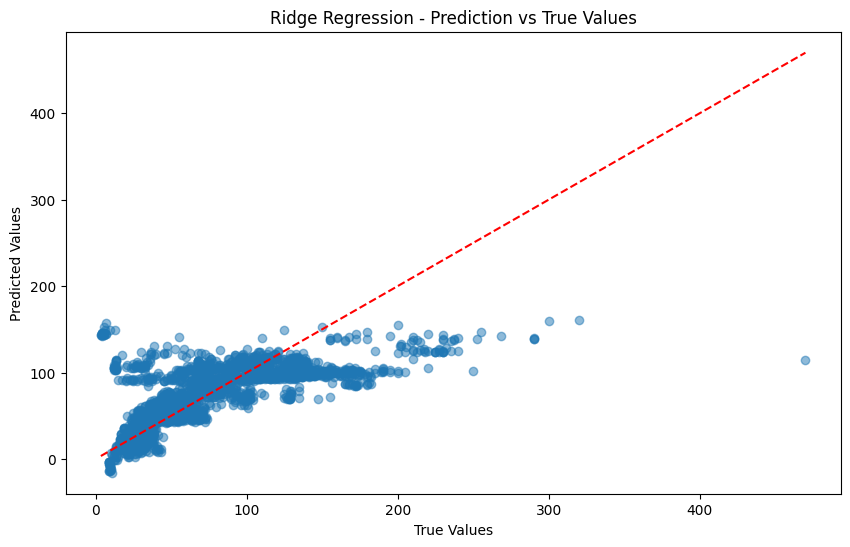 Ridge Regression - Prediction vs True Values
400
300
200
100
0
Predicted Values
0 100 200 300 400
True Values